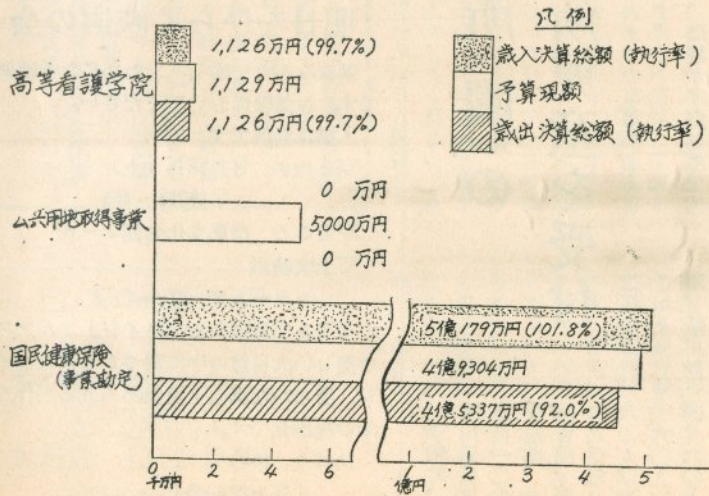 凡例
歳入決算総額(執行率)
予算現額
歳出決算総額(執行率)
高等看護学院
1,126万円(99.7%)
1,129万円
1,126万円(99.7%)
公共用地取得事業
0 万円
5,000万円
0 万円
国民健康保険
(事業勘定)
5億179万円(101.8%)
4億9304万円
4億5337万円(92.0%)
0 2 4 6 1 2 3 4 5
千万円 億円